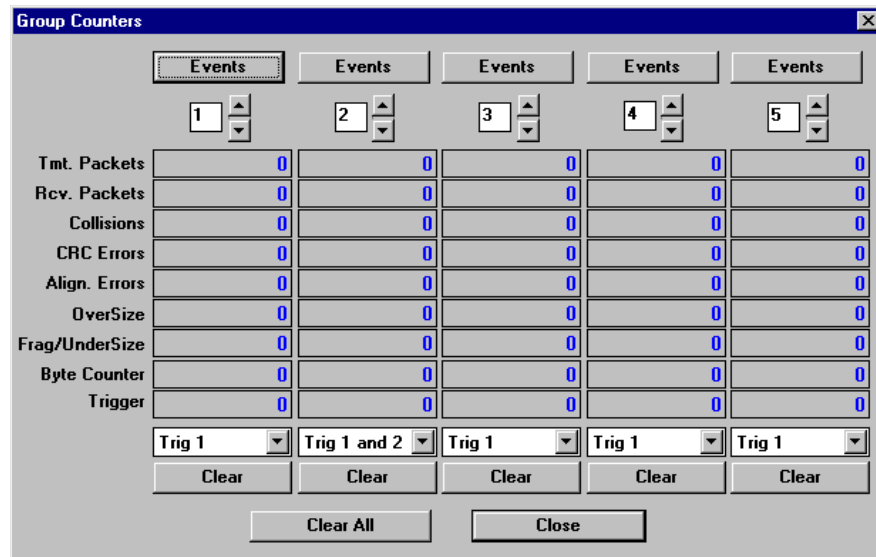 Group Counters
Events Events Events Events Events
1 2 3 4 5
Tmt. Packets 0 0 0 0 0
Rcv. Packets 0 0 0 0 0
Collisions 0 0 0 0 0
CRC Errors 0 0 0 0 0
Align. Errors 0 0 0 0 0
OverSize 0 0 0 0 0
Frag/UnderSize 0 0 0 0 0
Byte Counter 0 0 0 0 0
Trigger 0 0 0 0 0
Trig 1 Trig 1 and 2 Trig 1 Trig 1 Trig 1
Clear Clear Clear Clear Clear
Clear All Close